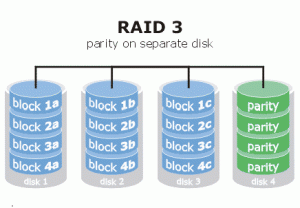 RAID 3
parity on separate disk
block 1a block 1b block 1c parity
block 2a block 2b block 2c parity
block 3a block 3b block 3c parity
block 4a block 4b block 4c parity
disk 1 disk 2 disk 3 disk 4